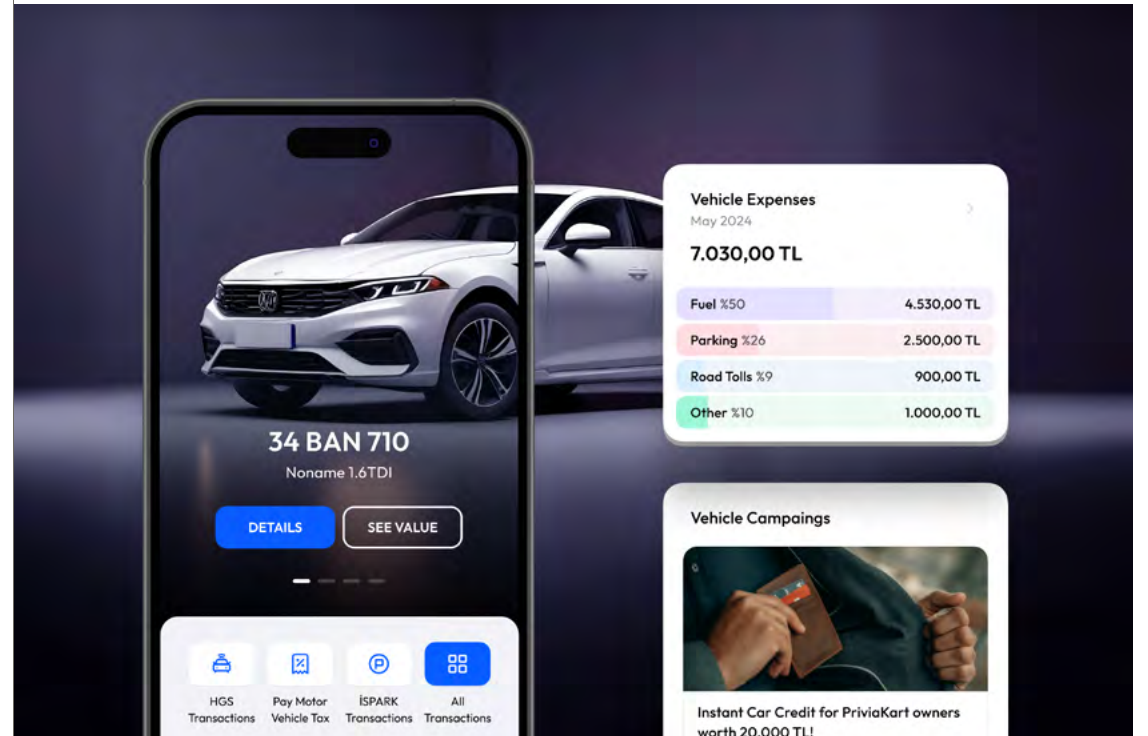 34 BAN 710
Noname 1.6TDI
DETAILS
SEE VALUE
HGS
Transactions
Pay Motor
Vehicle Tax
İSPARK
Transactions
All
Transactions
Vehicle Expenses
May 2024
7.030,00 TL
Fuel %50 4.530,00 TL
Parking %26 2.500,00 TL
Road Tolls %9 900,00 TL
Other %10 1.000,00 TL
Vehicle Campaings
Instant Car Credit for PriviaKart owners
worth 20.000 TL!